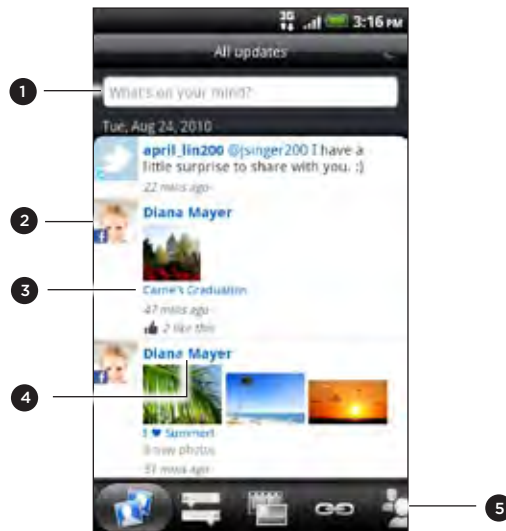 3G
3:16 PM
All updates
1
What's on your mind?
Tue, Aug 24, 2010
april_lin200 @jsinger200 I have a
little surprise to share with you. :)
22 mins ago
2
Diana Mayer
3
Carrie's Graduation
47 mins ago
2 like this
Diana Mayer
4
I ♥ Summer!
new photos
51 mins ago
5